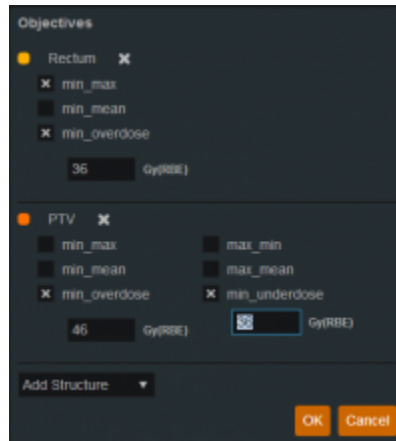 Objectives
Rectum
min_max
min_mean
min_overdose
36 Gy(RBE)
PTV
min_max max_min
min_mean max_mean
min_overdose min_underdose
46 Gy(RBE) Gy(RBE)
Add Structure
OK Cancel